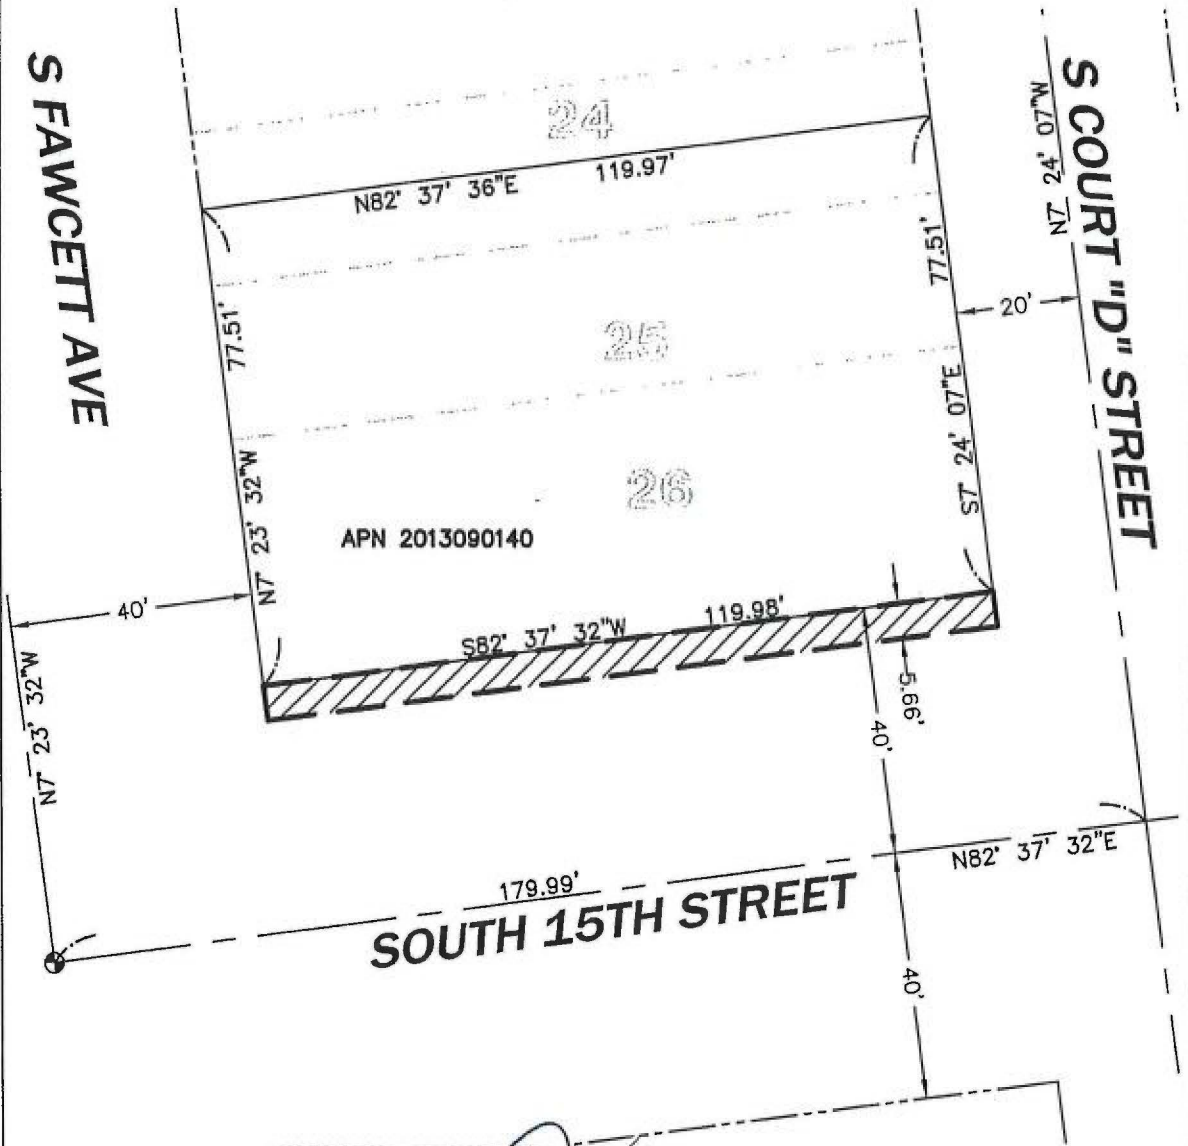 S FAWCETT AVE
S COURT "D" STREET
N7° 24' 07"W
24
N82° 37' 36"E 119.97'
77.51'
77.51'
20'
25
S7° 24' 07"E
N7° 23' 32"W
26
APN 2013090140
40'
S82° 37' 32"W 119.98'
5.66'
N7° 23' 32"W
40'
N82° 37' 32"E
179.99'
SOUTH 15TH STREET
40'